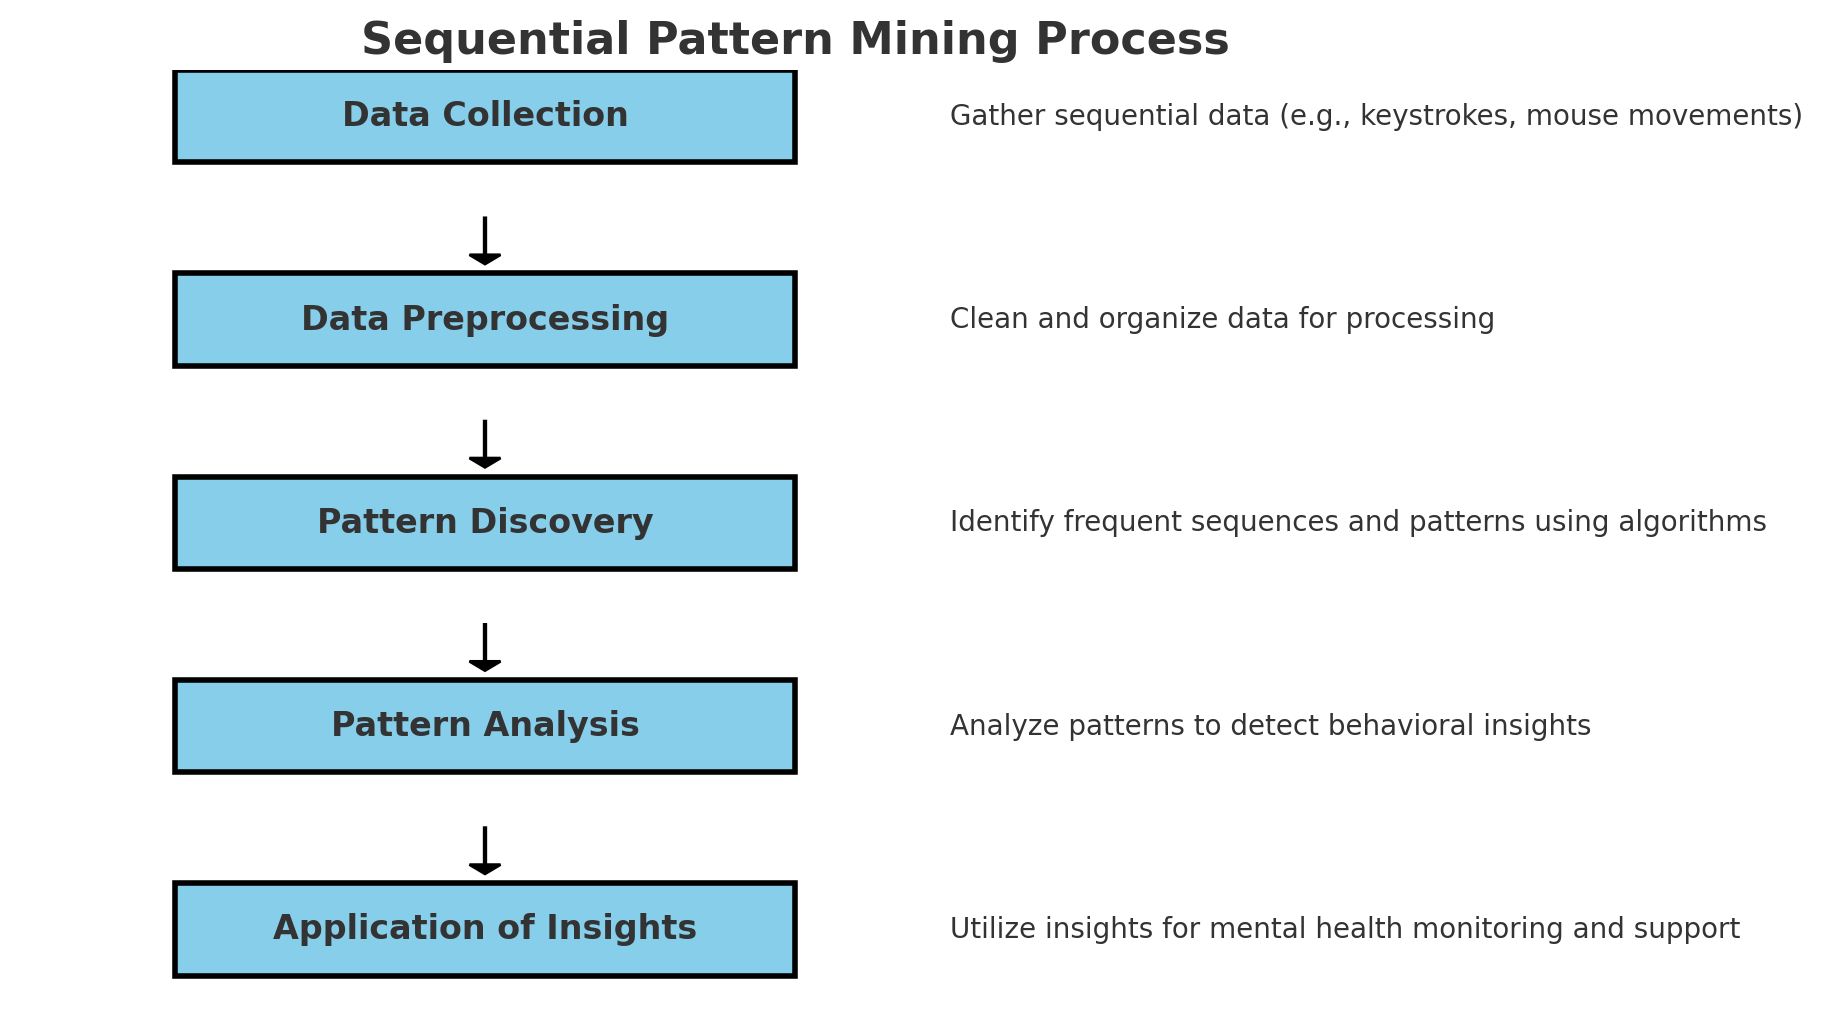 Sequential Pattern Mining Process
Data Collection
Gather sequential data (e.g., keystrokes, mouse movements)
Data Preprocessing
Clean and organize data for processing
Pattern Discovery
Identify frequent sequences and patterns using algorithms
Pattern Analysis
Analyze patterns to detect behavioral insights
Application of Insights
Utilize insights for mental health monitoring and support